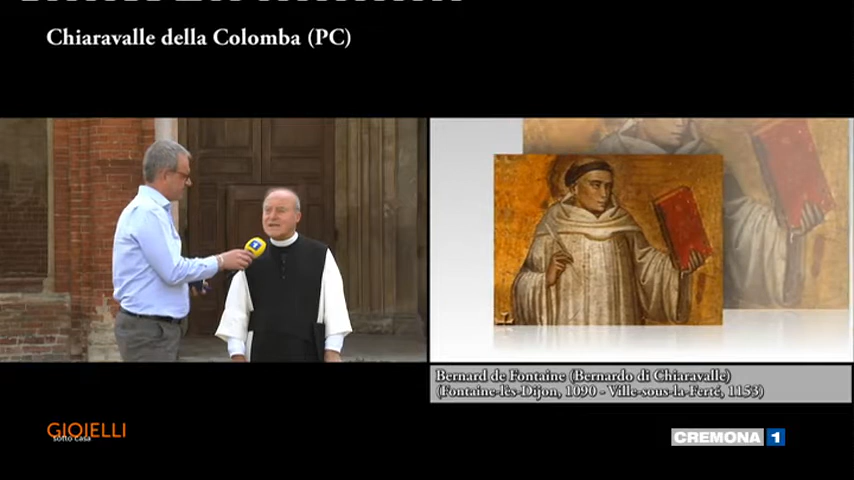 Chiaravalle della Colomba (PC)
1
Bernard de Fontaine (Bernardo di Chiaravalle)
(Fontaine-lès-Dijon, 1090 - Ville-sous-la-Ferté, 1153)
GIOIELLI
sotto casa
CREMONA 1